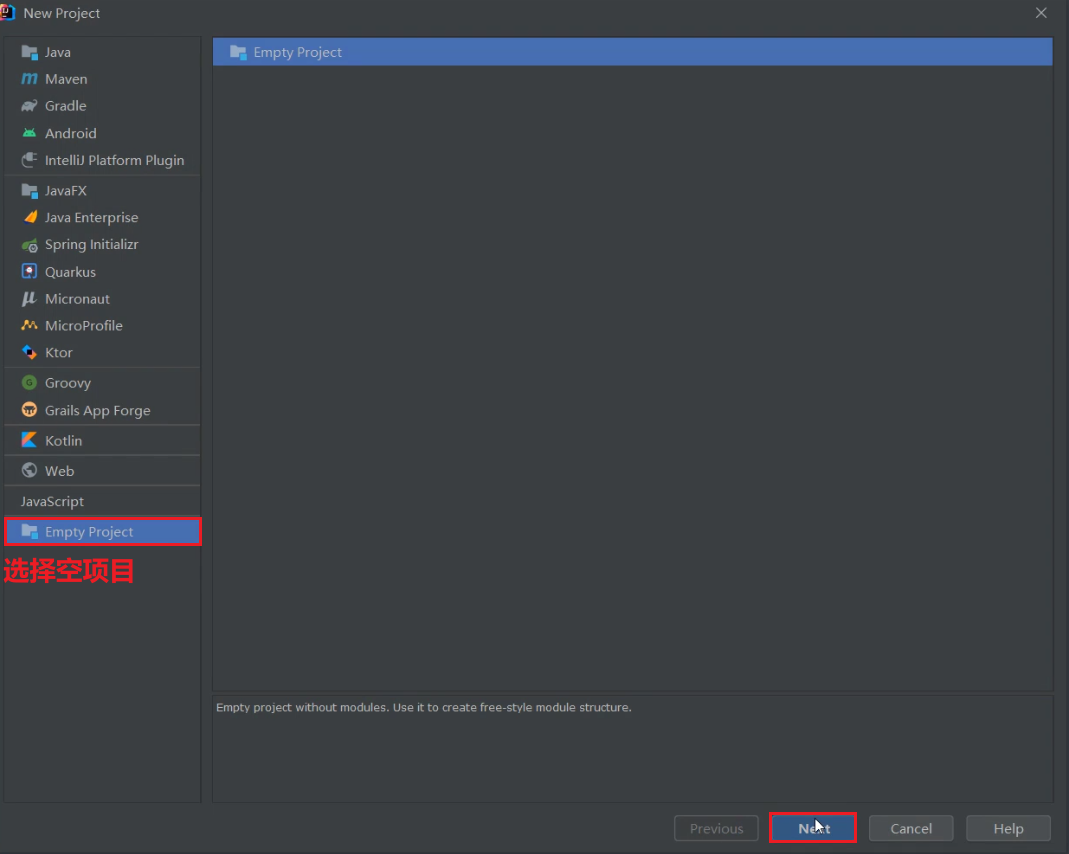 New Project
Java
Maven
Gradle
Android
IntelliJ Platform Plugin
JavaFX
Java Enterprise
Spring Initializr
Quarkus
Micronaut
MicroProfile
Ktor
Groovy
Grails App Forge
Kotlin
Web
JavaScript
Empty Project
选择空项目
Empty Project
Empty project without modules. Use it to create free-style module structure.
Previous
Next
Cancel
Help